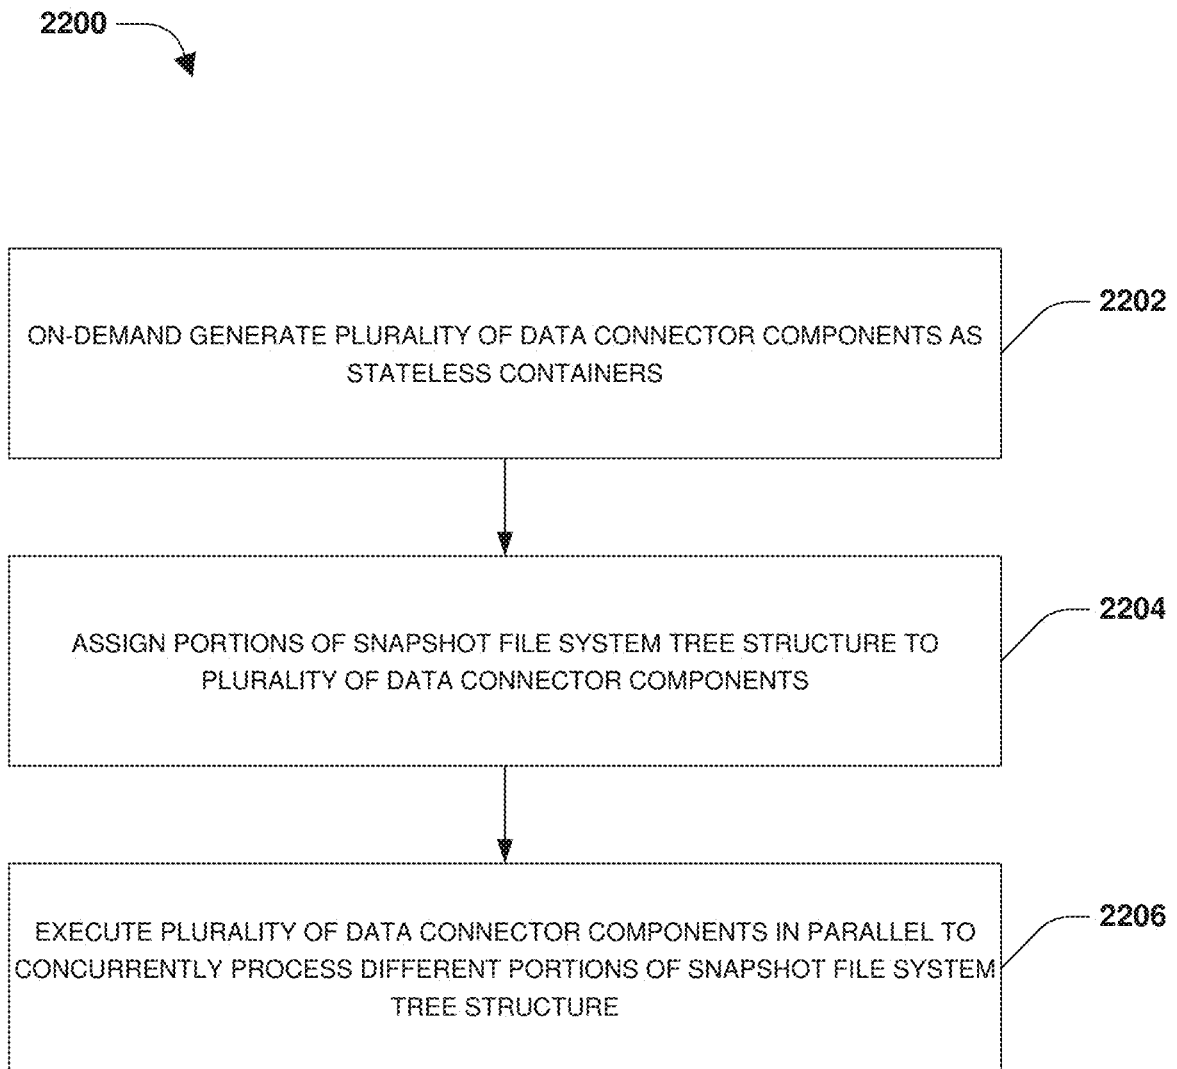 2200
ON-DEMAND GENERATE PLURALITY OF DATA CONNECTOR COMPONENTS AS
STATELESS CONTAINERS
2202
ASSIGN PORTIONS OF SNAPSHOT FILE SYSTEM TREE STRUCTURE TO
PLURALITY OF DATA CONNECTOR COMPONENTS
2204
EXECUTE PLURALITY OF DATA CONNECTOR COMPONENTS IN PARALLEL TO
CONCURRENTLY PROCESS DIFFERENT PORTIONS OF SNAPSHOT FILE SYSTEM
TREE STRUCTURE
2206